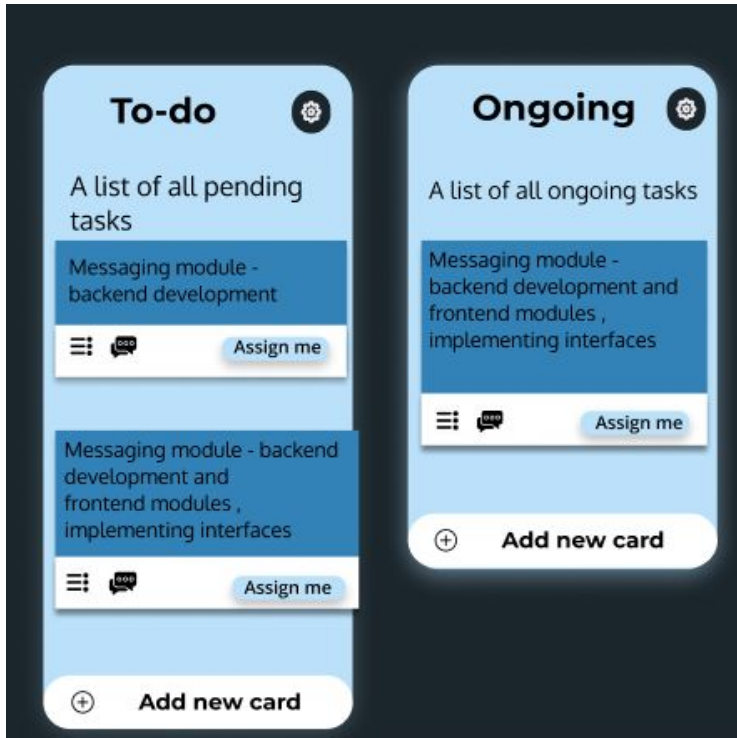 To-do
A list of all pending
tasks
Messaging module -
backend development
Assign me
Messaging module - backend
development and
frontend modules ,
implementing interfaces
Assign me
Add new card
Ongoing
A list of all ongoing tasks
Messaging module -
backend development and
frontend modules ,
implementing interfaces
Assign me
Add new card